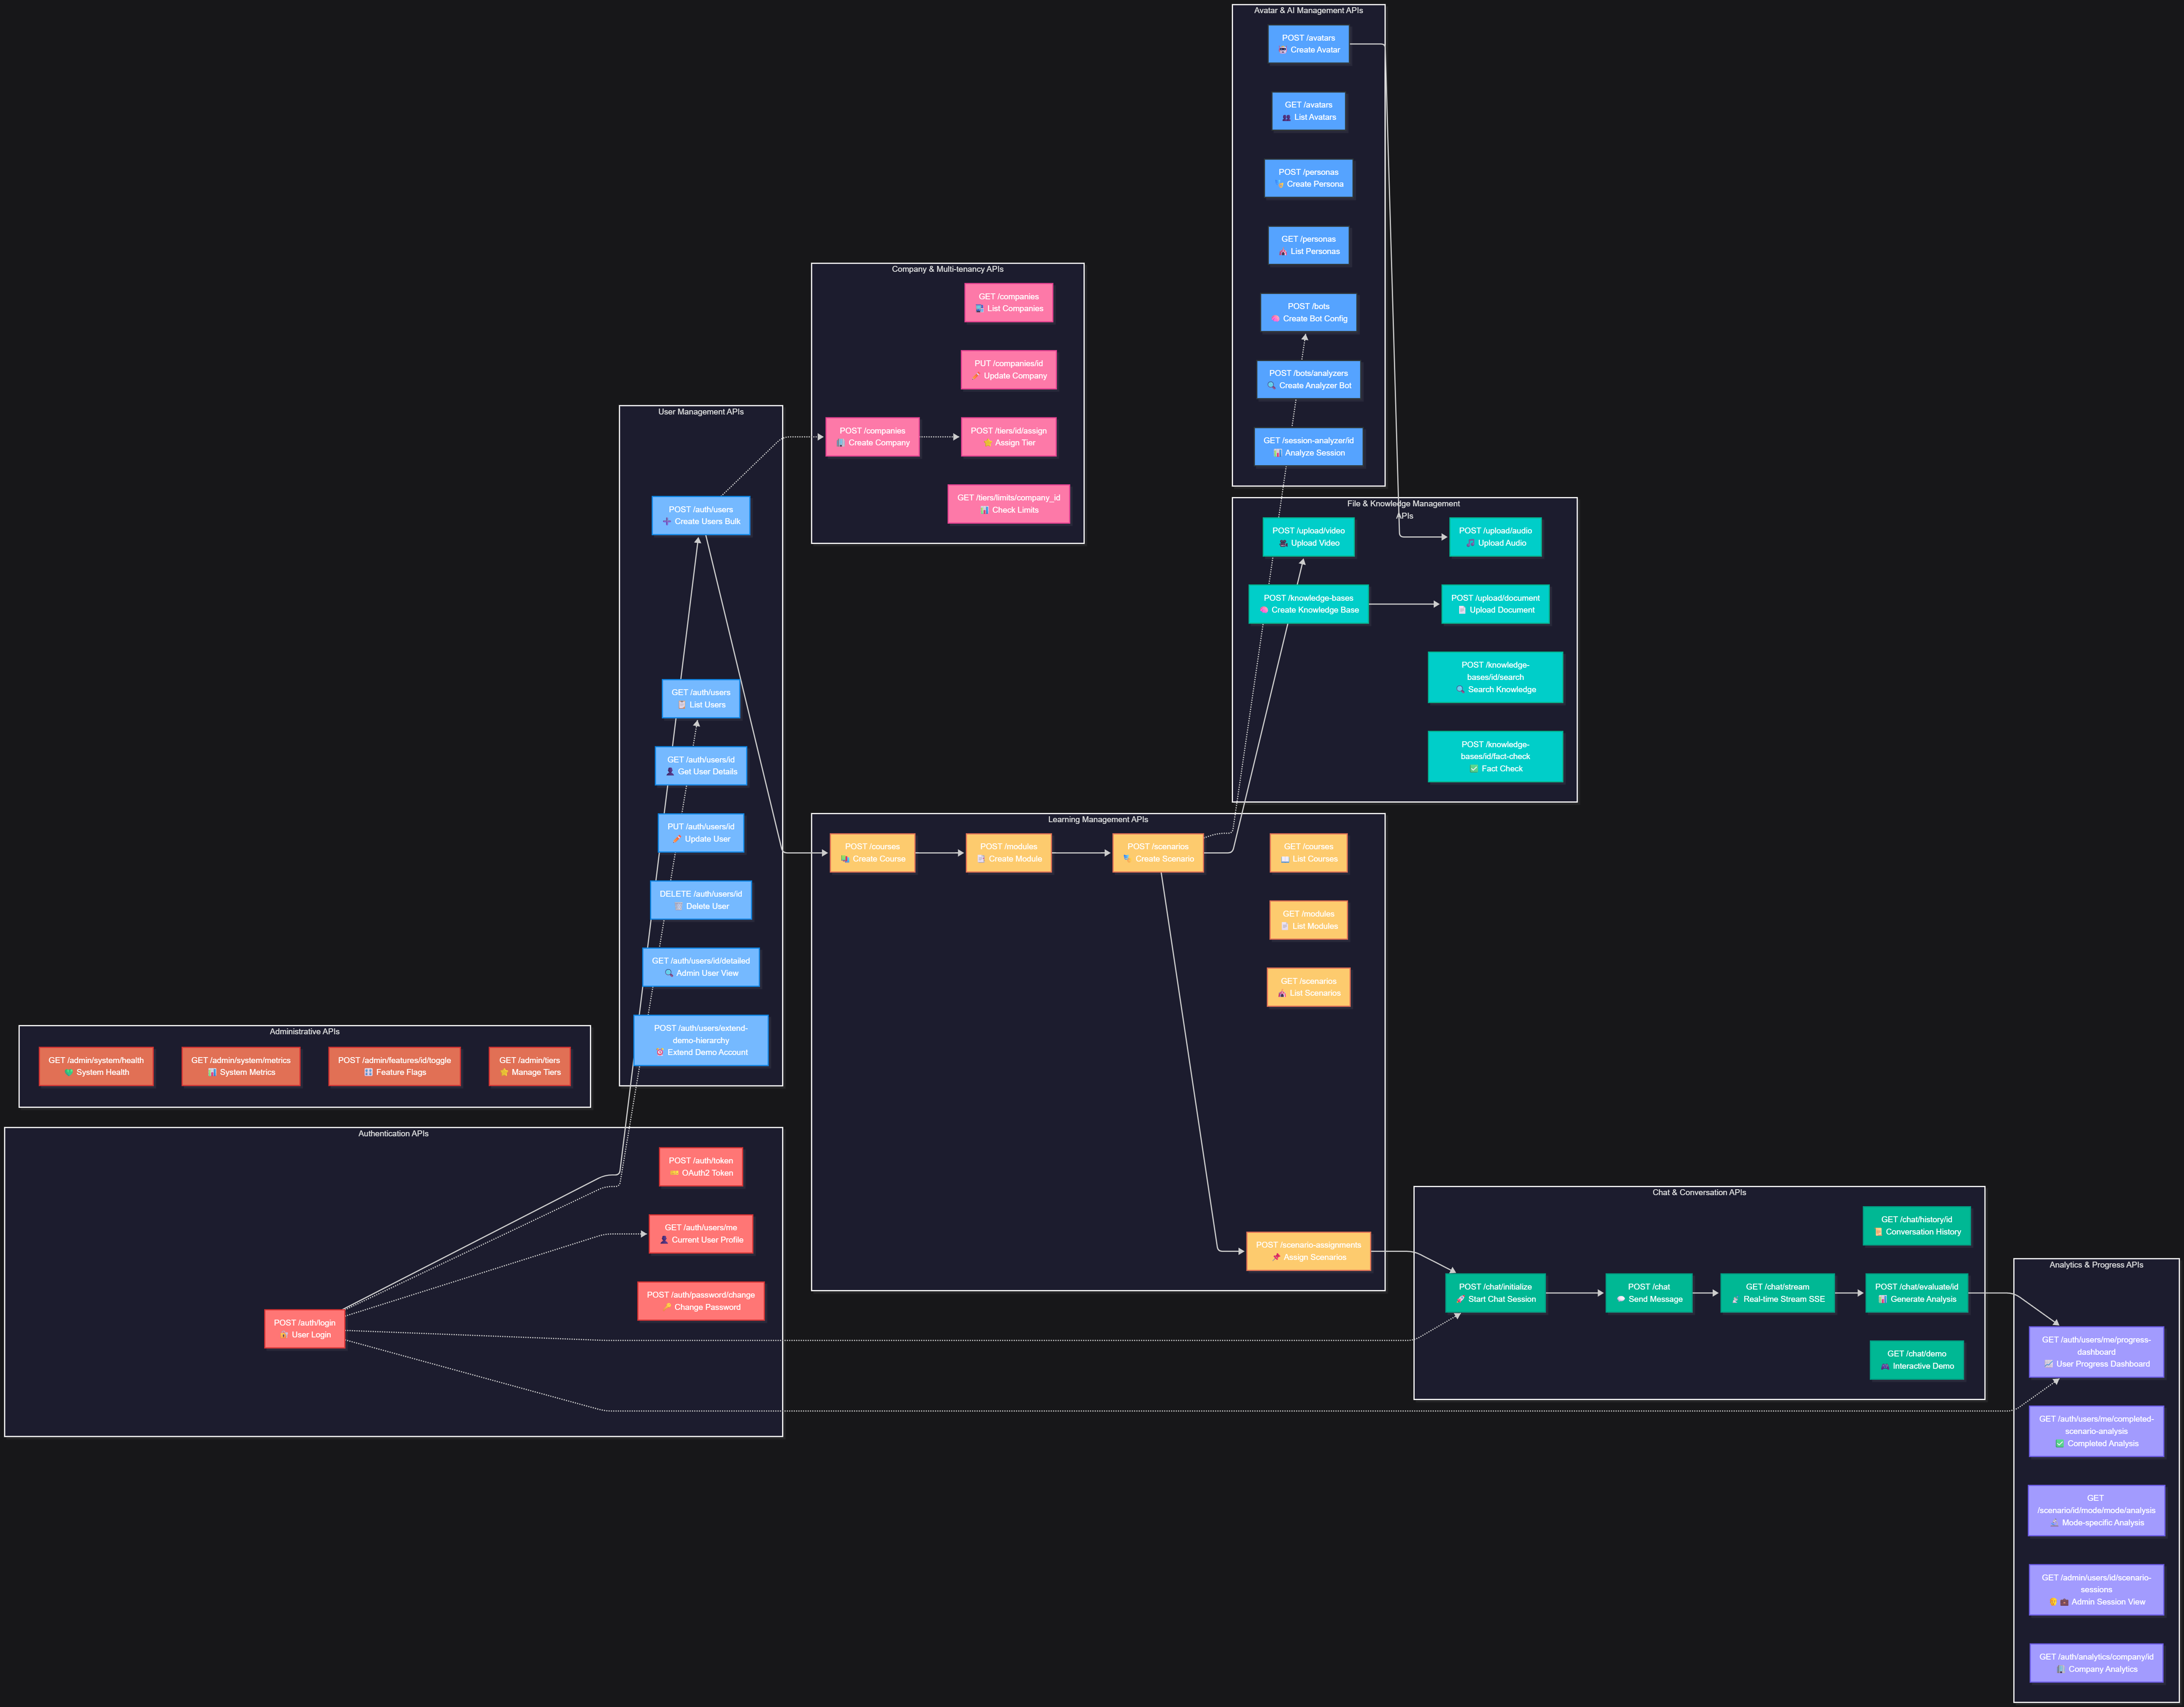 Avatar & AI Management APIs
POST /avatars
Create Avatar
GET /avatars
List Avatars
POST /personas
Create Persona
GET /personas
List Personas
POST /bots
Create Bot Config
POST /bots/analyzers
Create Analyzer Bot
GET /session-analyzer/id
Analyze Session
Company & Multi-tenancy APIs
GET /companies
List Companies
PUT /companies/id
Update Company
POST /companies
Create Company
POST /tiers/id/assign
Assign Tier
GET /tiers/limits/company_id
Check Limits
User Management APIs
POST /auth/users
Create Users Bulk
GET /auth/users
List Users
GET /auth/users/id
Get User Details
PUT /auth/users/id
Update User
DELETE /auth/users/id
Delete User
GET /auth/users/id/detailed
Admin User View
POST /auth/users/extend-
demo-hierarchy
Extend Demo Account
File & Knowledge Management
APIs
POST /upload/video
Upload Video
POST /upload/audio
Upload Audio
POST /knowledge-bases
Create Knowledge Base
POST /upload/document
Upload Document
POST /knowledge-
bases/id/search
Search Knowledge
POST /knowledge-
bases/id/fact-check
Fact Check
Learning Management APIs
POST /courses
Create Course
POST /modules
Create Module
POST /scenarios
Create Scenario
GET /courses
List Courses
GET /modules
List Modules
GET /scenarios
List Scenarios
POST /scenario-assignments
Assign Scenarios
Administrative APIs
GET /admin/system/health
System Health
GET /admin/system/metrics
System Metrics
POST /admin/features/id/toggle
Feature Flags
GET /admin/tiers
Manage Tiers
Authentication APIs
POST /auth/token
OAuth2 Token
GET /auth/users/me
Current User Profile
POST /auth/password/change
Change Password
POST /auth/login
User Login
Chat & Conversation APIs
GET /chat/history/id
Conversation History
POST /chat/initialize
Start Chat Session
POST /chat
Send Message
GET /chat/stream
Real-time Stream SSE
POST /chat/evaluate/id
Generate Analysis
GET /chat/demo
Interactive Demo
Analytics & Progress APIs
GET /auth/users/me/progress-
dashboard
User Progress Dashboard
GET /auth/users/me/completed-
scenario-analysis
Completed Analysis
GET
/scenario/id/mode/mode/analysis
Mode-specific Analysis
GET /admin/users/id/scenario-
sessions
Admin Session View
GET /auth/analytics/company/id
Company Analytics